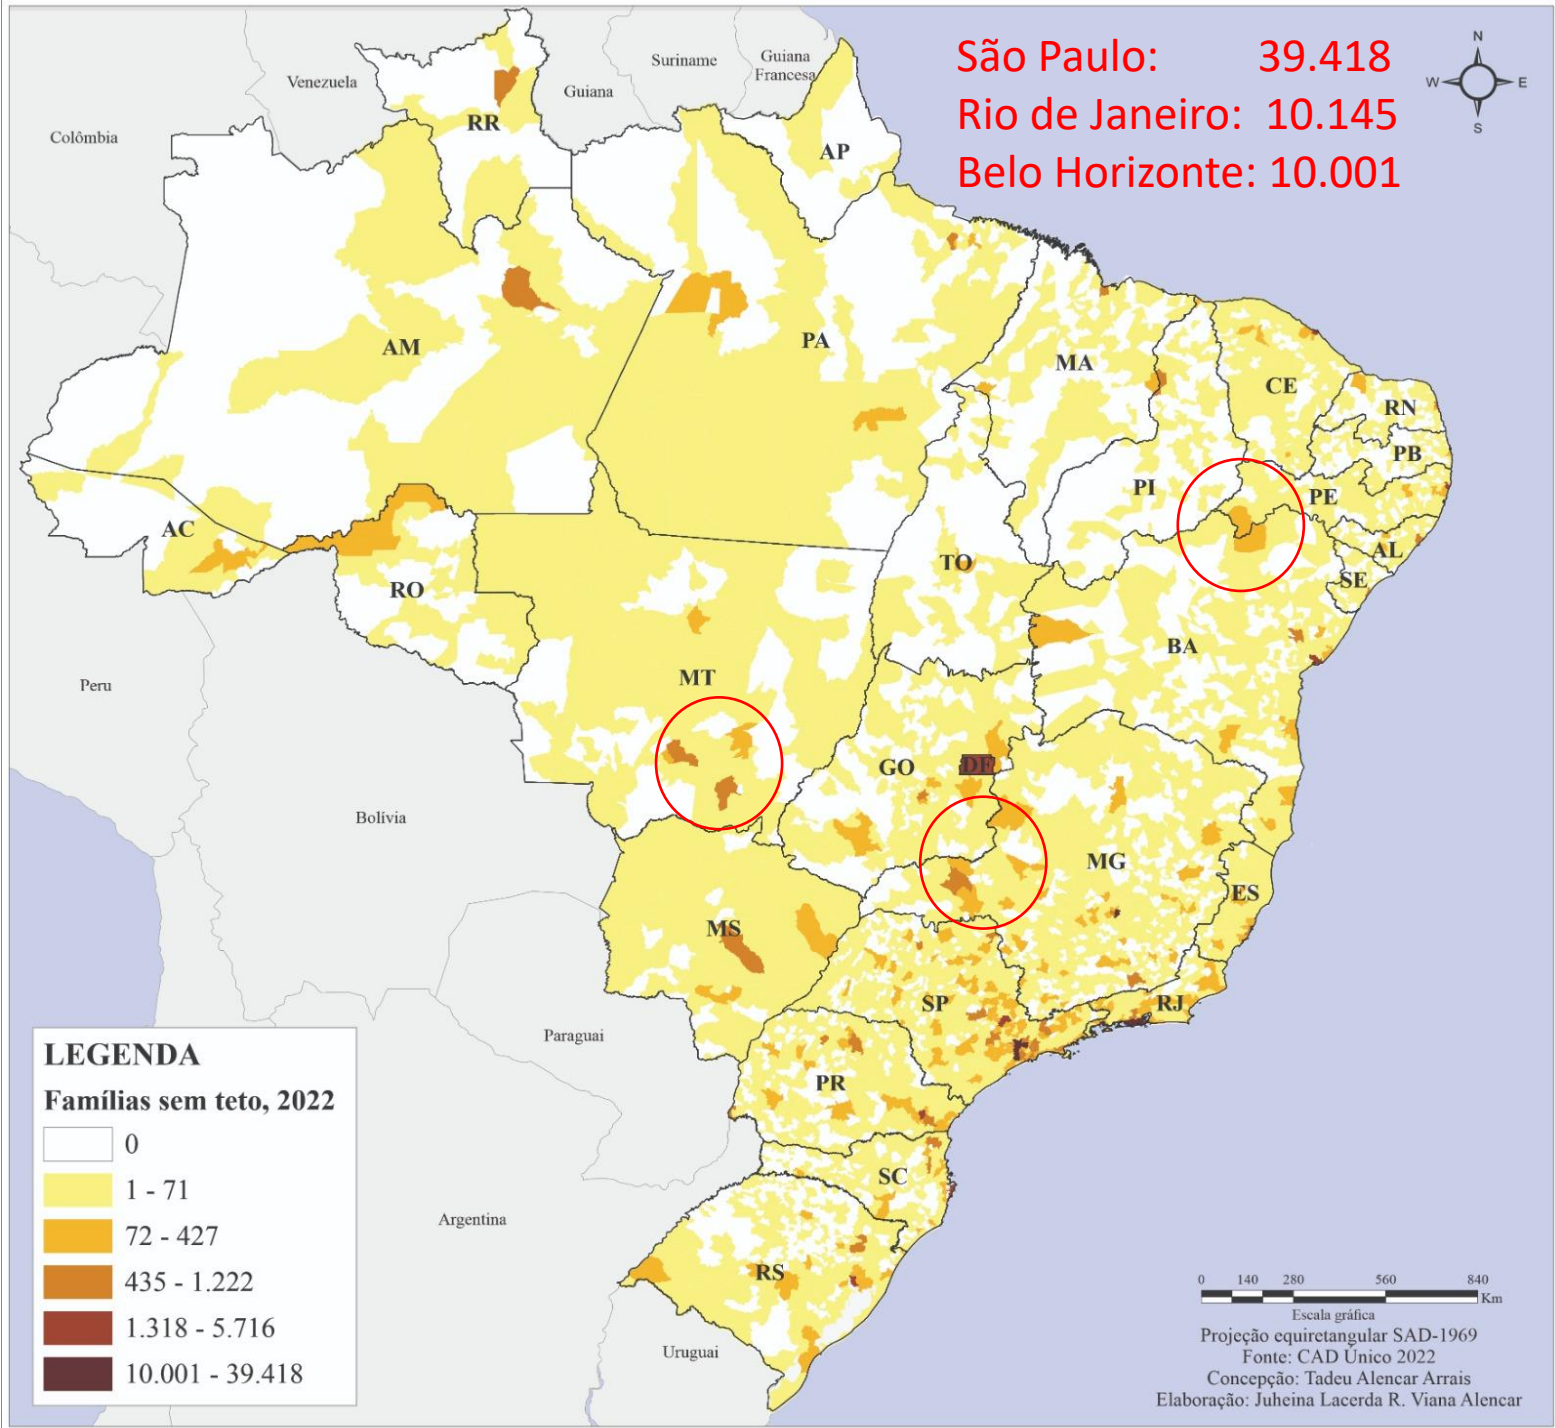 São Paulo: 39.418
Rio de Janeiro: 10.145
Belo Horizonte: 10.001
N
W E
S
Suriname
Guiana
Francesa
Venezuela
Guiana
Colômbia
RR
AP
AM
PA
MA
CE
RN
PB
PI
PE
AC
AL
TO
SE
RO
BA
MT
Peru
GO
DF
Bolívia
MG
ES
MS
SP
RJ
Paraguai
PR
SC
Argentina
RS
Uruguai
LEGENDA
Famílias sem teto, 2022
0
1 - 71
72 - 427
435 - 1.222
1.318 - 5.716
10.001 - 39.418
0 140 280 560 840
Km
Escala gráfica
Projeção equiretangular SAD-1969
Fonte: CAD Único 2022
Concepção: Tadeu Alencar Arrais
Elaboração: Juheina Lacerda R. Viana Alencar